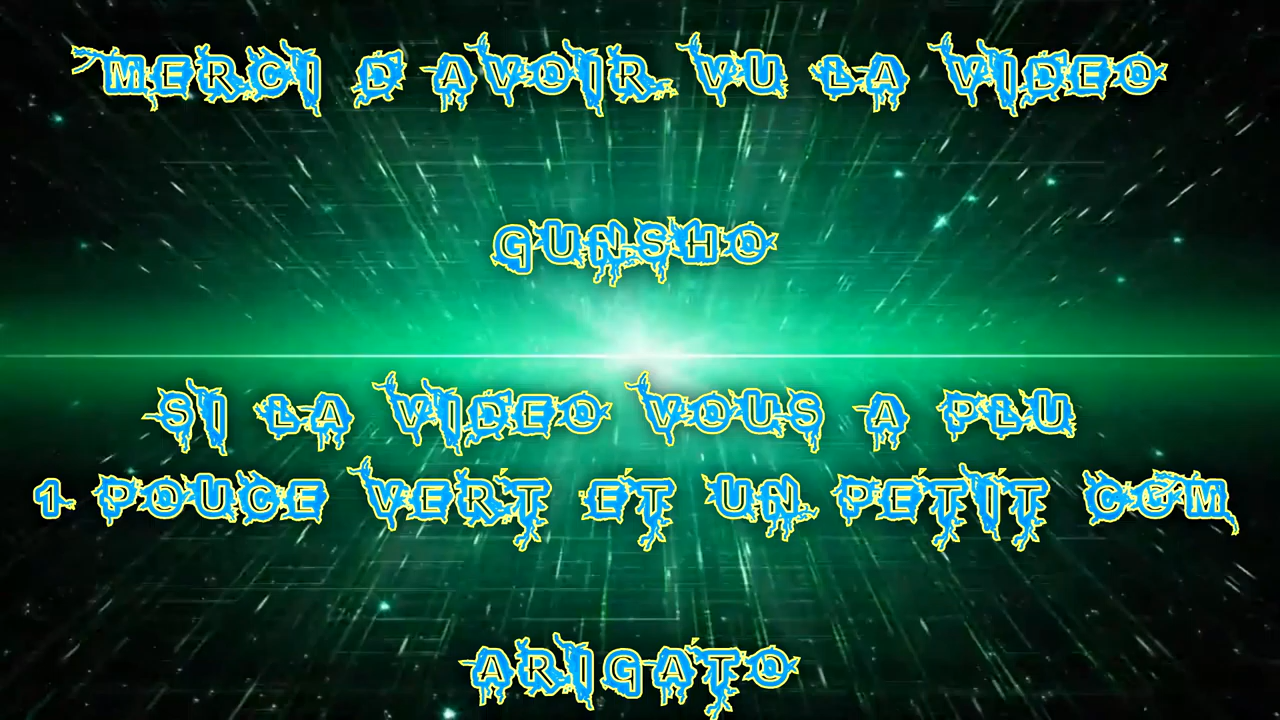 MERCI D AVOIR VU LA VIDEO
GUNSHO
SI LA VIDEO VOUS A PLU
1 POUCE VERT ET UN PETIT COM
ARIGATO